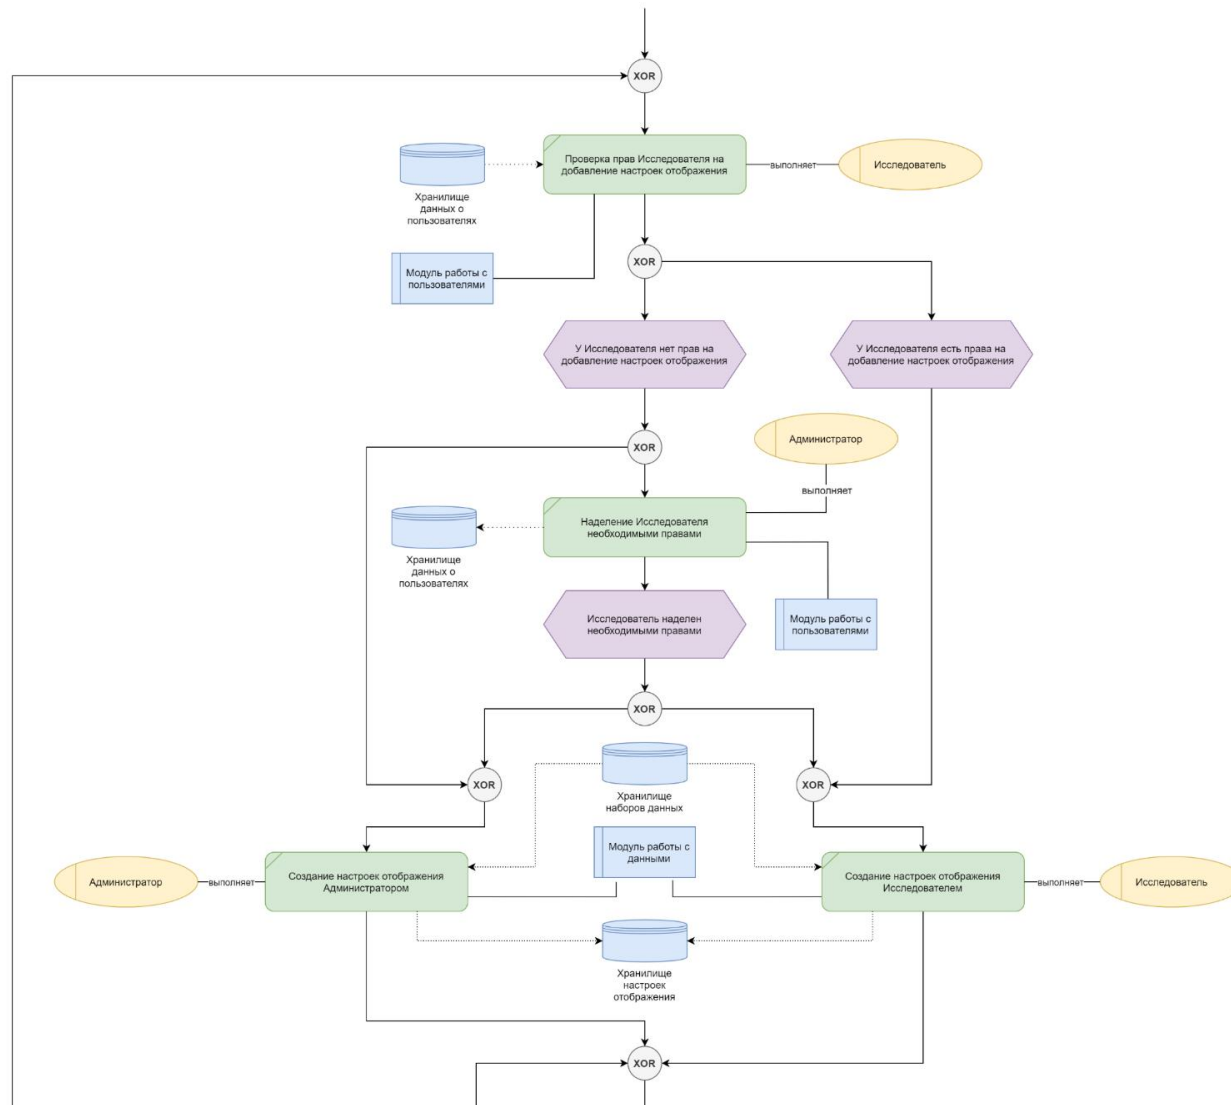 XOR
Проверка прав Исследователя на
добавление настроек отображения
выполняет
Исследователь
Хранилище
данных о
пользователях
XOR
Модуль работы с
пользователями
У Исследователя нет прав на
добавление настроек отображения
У Исследователя есть права на
добавление настроек отображения
XOR
Администратор
выполняет
Наделение Исследователя
необходимыми правами
Хранилище
данных о
пользователях
Исследователь наделен
необходимыми правами
Модуль работы с
пользователями
XOR
XOR
XOR
Хранилище
наборов данных
Модуль работы с
данными
Администратор
выполняет
Создание настроек отображения
Администратором
Создание настроек отображения
Исследователем
выполняет
Исследователь
Хранилище
настроек
отображения
XOR